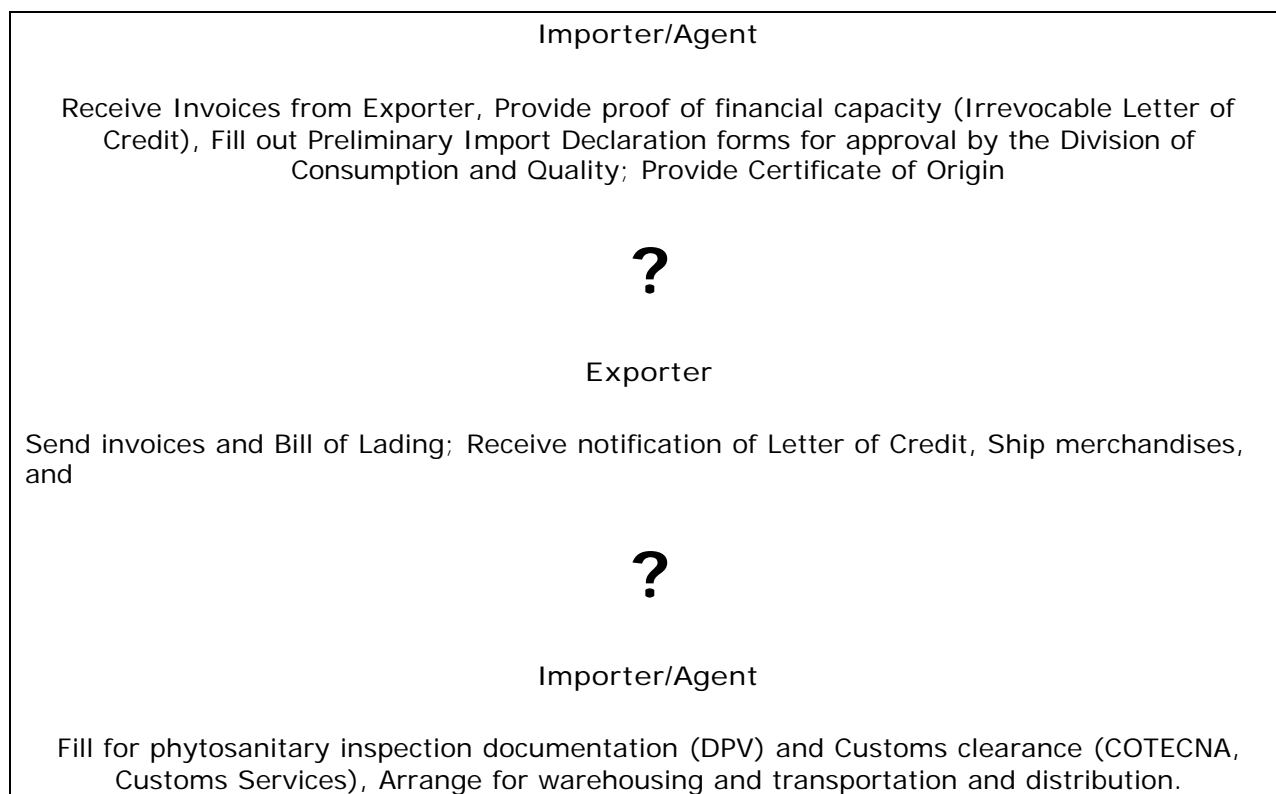 Importer/Agent
Receive Invoices from Exporter, Provide proof of financial capacity (Irrevocable Letter of
Credit), Fill out Preliminary Import Declaration forms for approval by the Division of
Consumption and Quality; Provide Certificate of Origin
?
Exporter
Send invoices and Bill of Lading; Receive notification of Letter of Credit, Ship merchandises,
and
?
Importer/Agent
Fill for phytosanitary inspection documentation (DPV) and Customs clearance (COTECNA,
Customs Services), Arrange for warehousing and transportation and distribution.